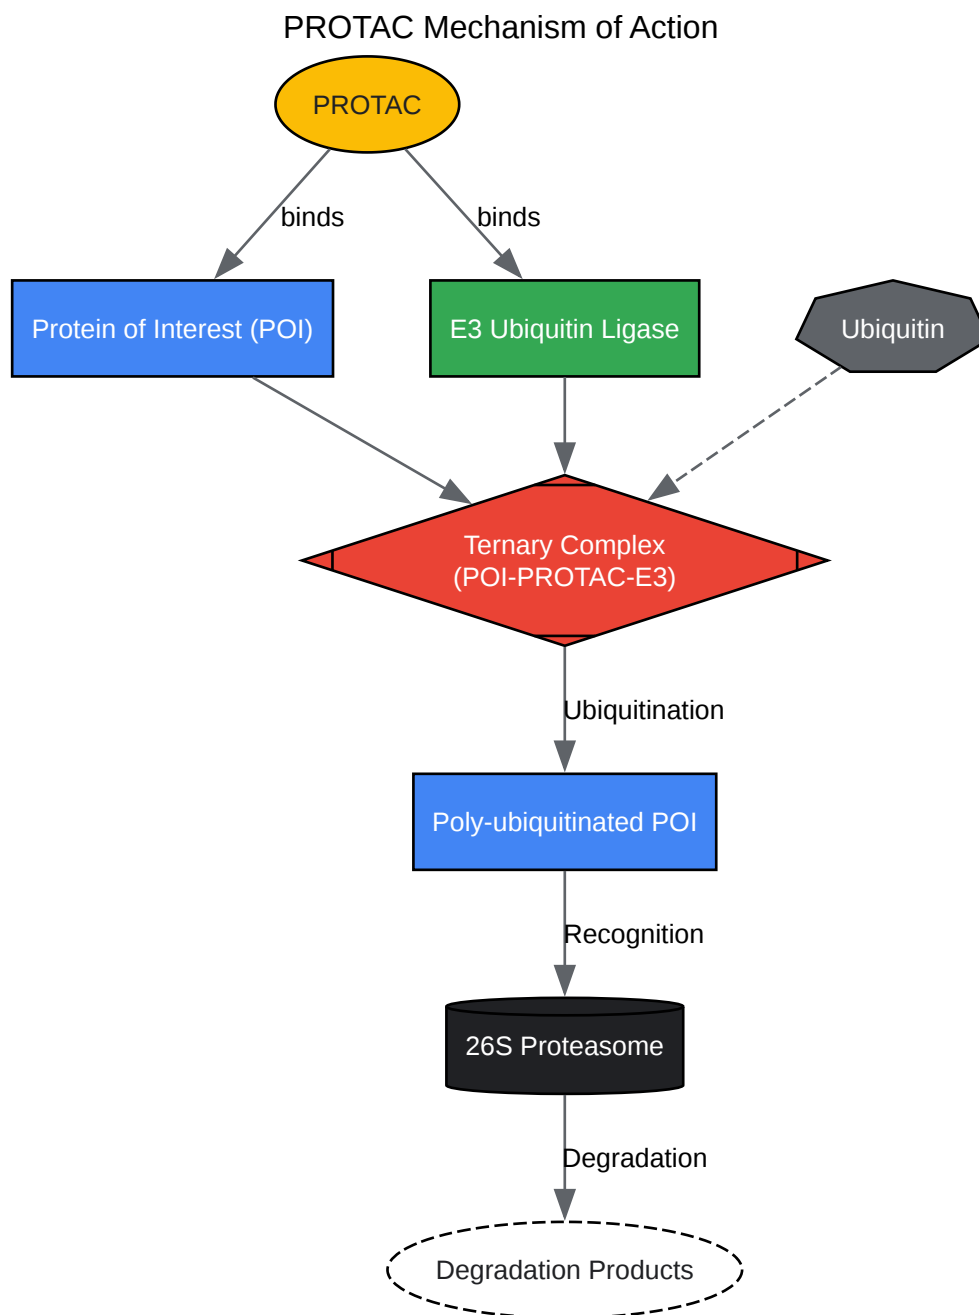 PROTAC Mechanism of Action
PROTAC
binds
binds
Protein of Interest (POI)
E3 Ubiquitin Ligase
Ubiquitin
Ternary Complex
(POI-PROTAC-E3)
Ubiquitination
Poly-ubiquitinated POI
Recognition
26S Proteasome
Degradation
Degradation Products